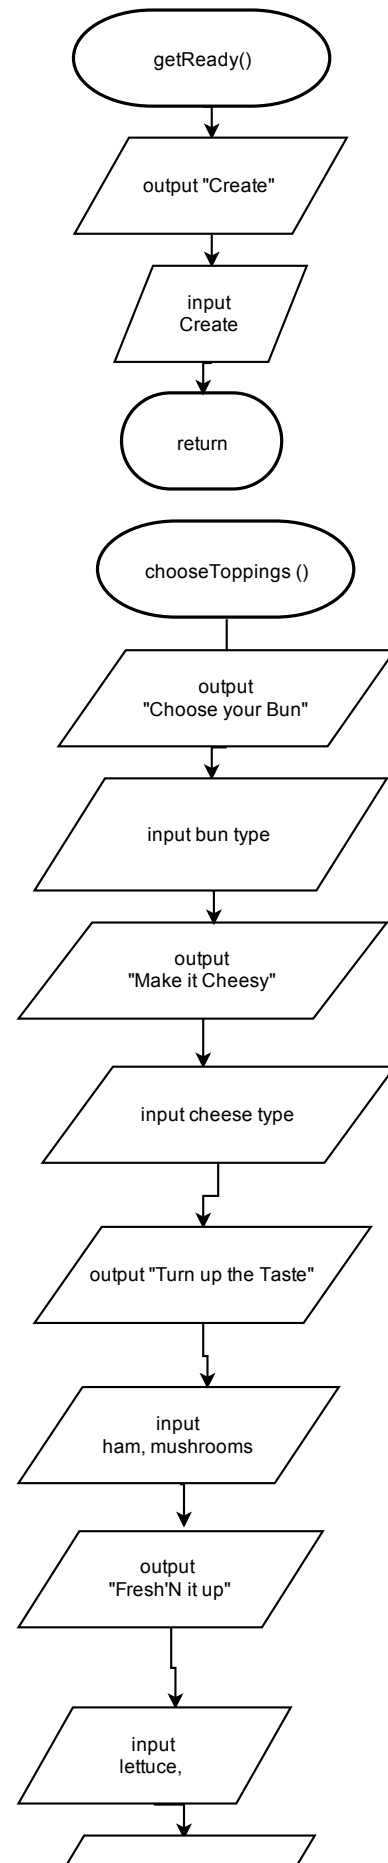 getReady()
output "Create"
input
Create
return
chooseToppings ()
output
"Choose your Bun"
input bun type
output
"Make it Cheesy"
input cheese type
output "Turn up the Taste"
input
ham, mushrooms
output
"Fresh'N it up"
input
lettuce,